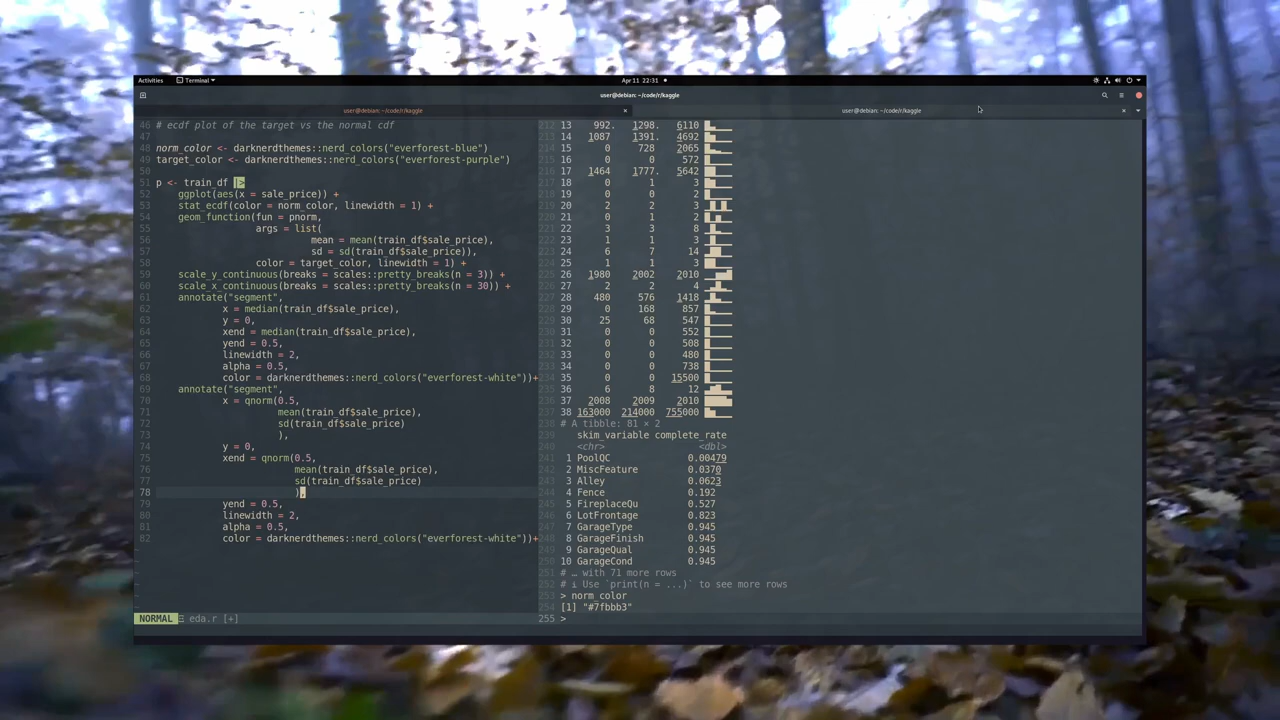 Activities Terminal Apr 11 22:31
user@debian: ~/code/r/kaggle
user@debian: ~/code/r/kaggle
user@debian: ~/code/r/kaggle
46 # ecdf plot of the target vs the normal cdf
47
48 norm_color <- darknerdthemes::nerd_colors("everforest-blue")
49 target_color <- darknerdthemes::nerd_colors("everforest-purple")
50
51 p <- train_df |>
52 ggplot(aes(x = sale_price)) +
53 stat_ecdf(color = norm_color, linewidth = 1) +
54 geom_function(fun = pnorm,
55 args = list(
56 mean = mean(train_df$sale_price),
57 sd = sd(train_df$sale_price)),
58 color = target_color, linewidth = 1) +
59 scale_y_continuous(breaks = scales::pretty_breaks(n = 3)) +
60 scale_x_continuous(breaks = scales::pretty_breaks(n = 30)) +
61 annotate("segment",
62 x = median(train_df$sale_price),
63 y = 0,
64 xend = median(train_df$sale_price),
65 yend = 0.5,
66 linewidth = 2,
67 alpha = 0.5,
68 color = darknerdthemes::nerd_colors("everforest-white"))+
69 annotate("segment",
70 x = qnorm(0.5,
71 mean(train_df$sale_price),
72 sd(train_df$sale_price)
73 ),
74 y = 0,
75 xend = qnorm(0.5,
76 mean(train_df$sale_price),
77 sd(train_df$sale_price)
78 ),
79 yend = 0.5,
80 linewidth = 2,
81 alpha = 0.5,
82 color = darknerdthemes::nerd_colors("everforest-white"))+
NORMAL eda.r [+]
212 13 992. 1298. 6110
213 14 1087 1391. 4692
214 15 0 728 2065
215 16 0 0 572
216 17 1464 1777. 5642
217 18 0 1 3
218 19 0 0 2
219 20 2 2 3
220 21 0 1 2
221 22 3 3 8
222 23 1 1 3
223 24 6 7 14
224 25 1 1 3
225 26 1980 2002 2010
226 27 2 2 4
227 28 480 576 1418
228 29 0 168 857
229 30 25 68 547
230 31 0 0 552
231 32 0 0 508
232 33 0 0 480
233 34 0 0 738
234 35 0 0 15500
235 36 6 8 12
236 37 2008 2009 2010
237 38 163000 214000 755000
238 # A tibble: 81 × 2
239 skim_variable complete_rate
240 <chr> <dbl>
241 1 PoolQC 0.00479
242 2 MiscFeature 0.0370
243 3 Alley 0.0623
244 4 Fence 0.192
245 5 FireplaceQu 0.527
246 6 LotFrontage 0.823
247 7 GarageType 0.945
248 8 GarageFinish 0.945
249 9 GarageQual 0.945
250 10 GarageCond 0.945
251 # … with 71 more rows
252 # ℹ Use `print(n = ...)` to see more rows
253 > norm_color
254 [1] "#7fbbb3"
255 >